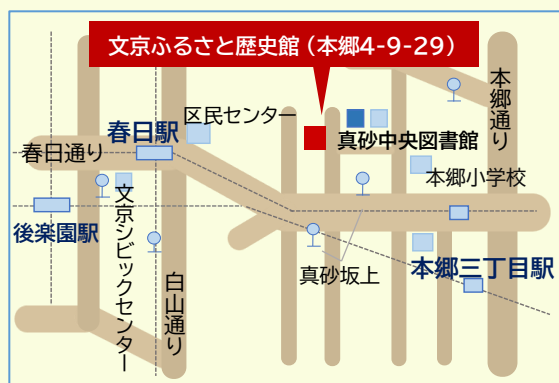 文京ふるさと歴史館（本郷4-9-29）
区民センター
春日駅
春日通り
真砂中央図書館
本郷通り
本郷小学校
後楽園駅
文京シビックセンター
白山通り
真砂坂上
本郷三丁目駅